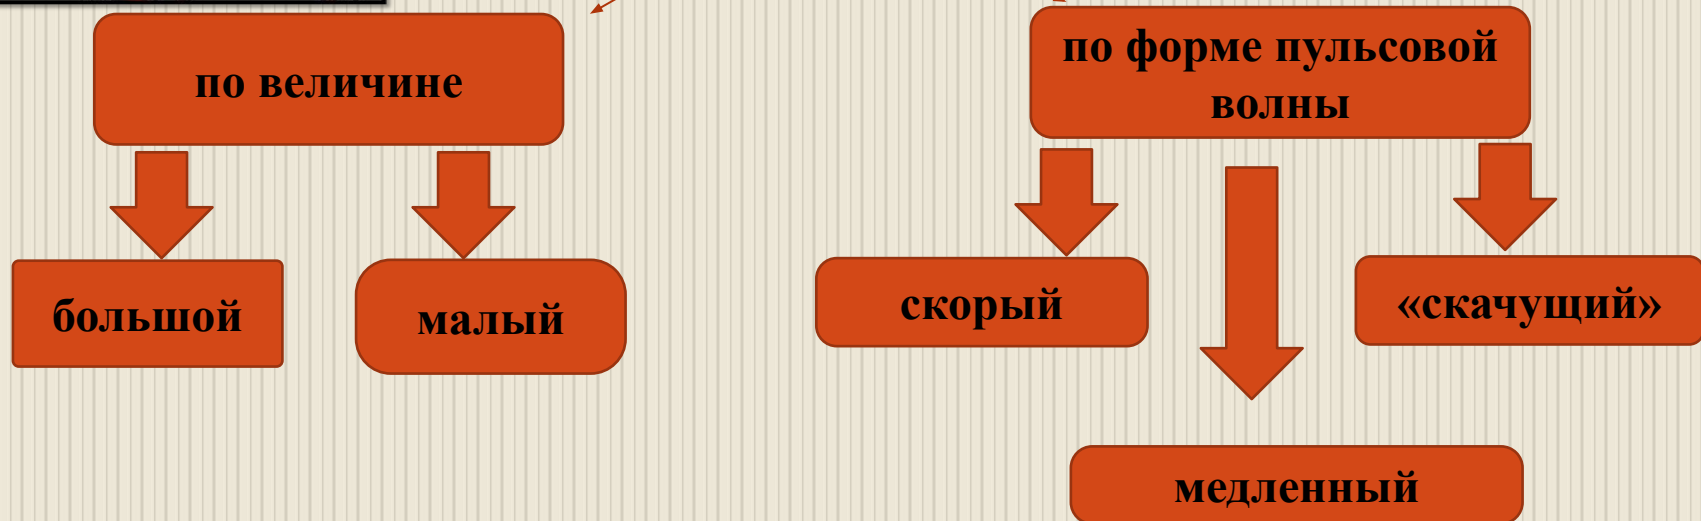 по величине
по форме пульсовой
волны
большой
малый
скорый
«скачущий»
медленный